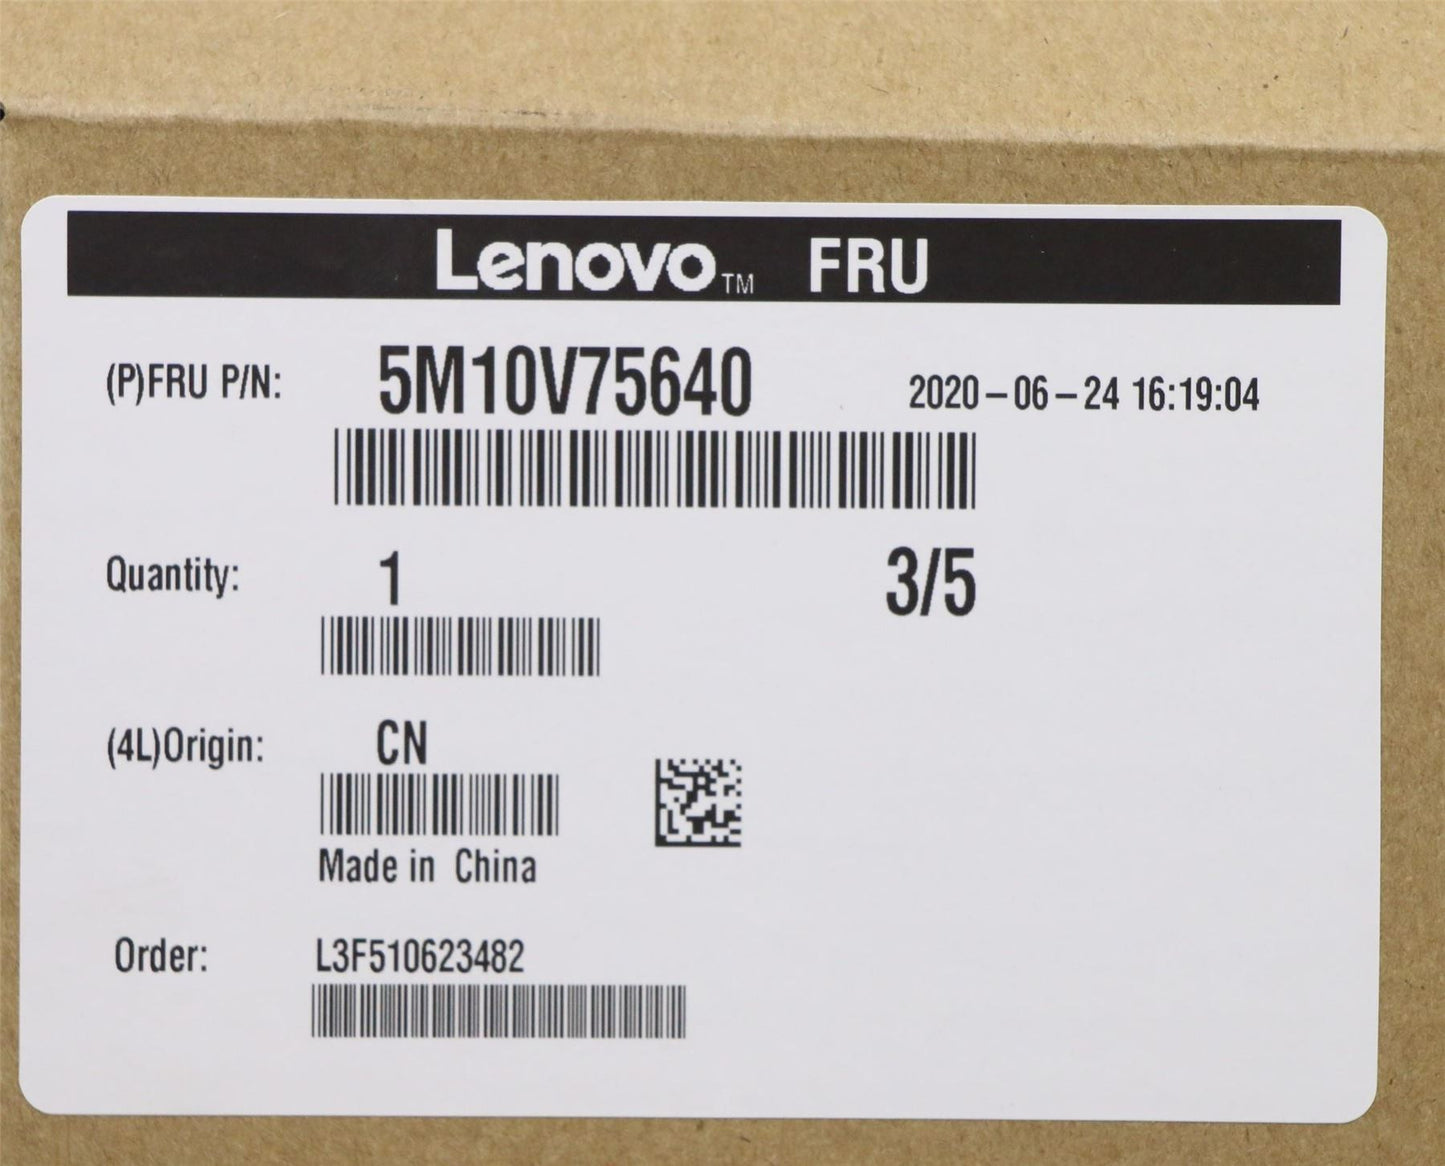 Lenovo™ FRU
(P)FRU P/N: 5M10V75640 2020-06-24 16:19:04
Quantity: 1 3/5
(4L)Origin: CN
Made in China
Order: L3F510623482